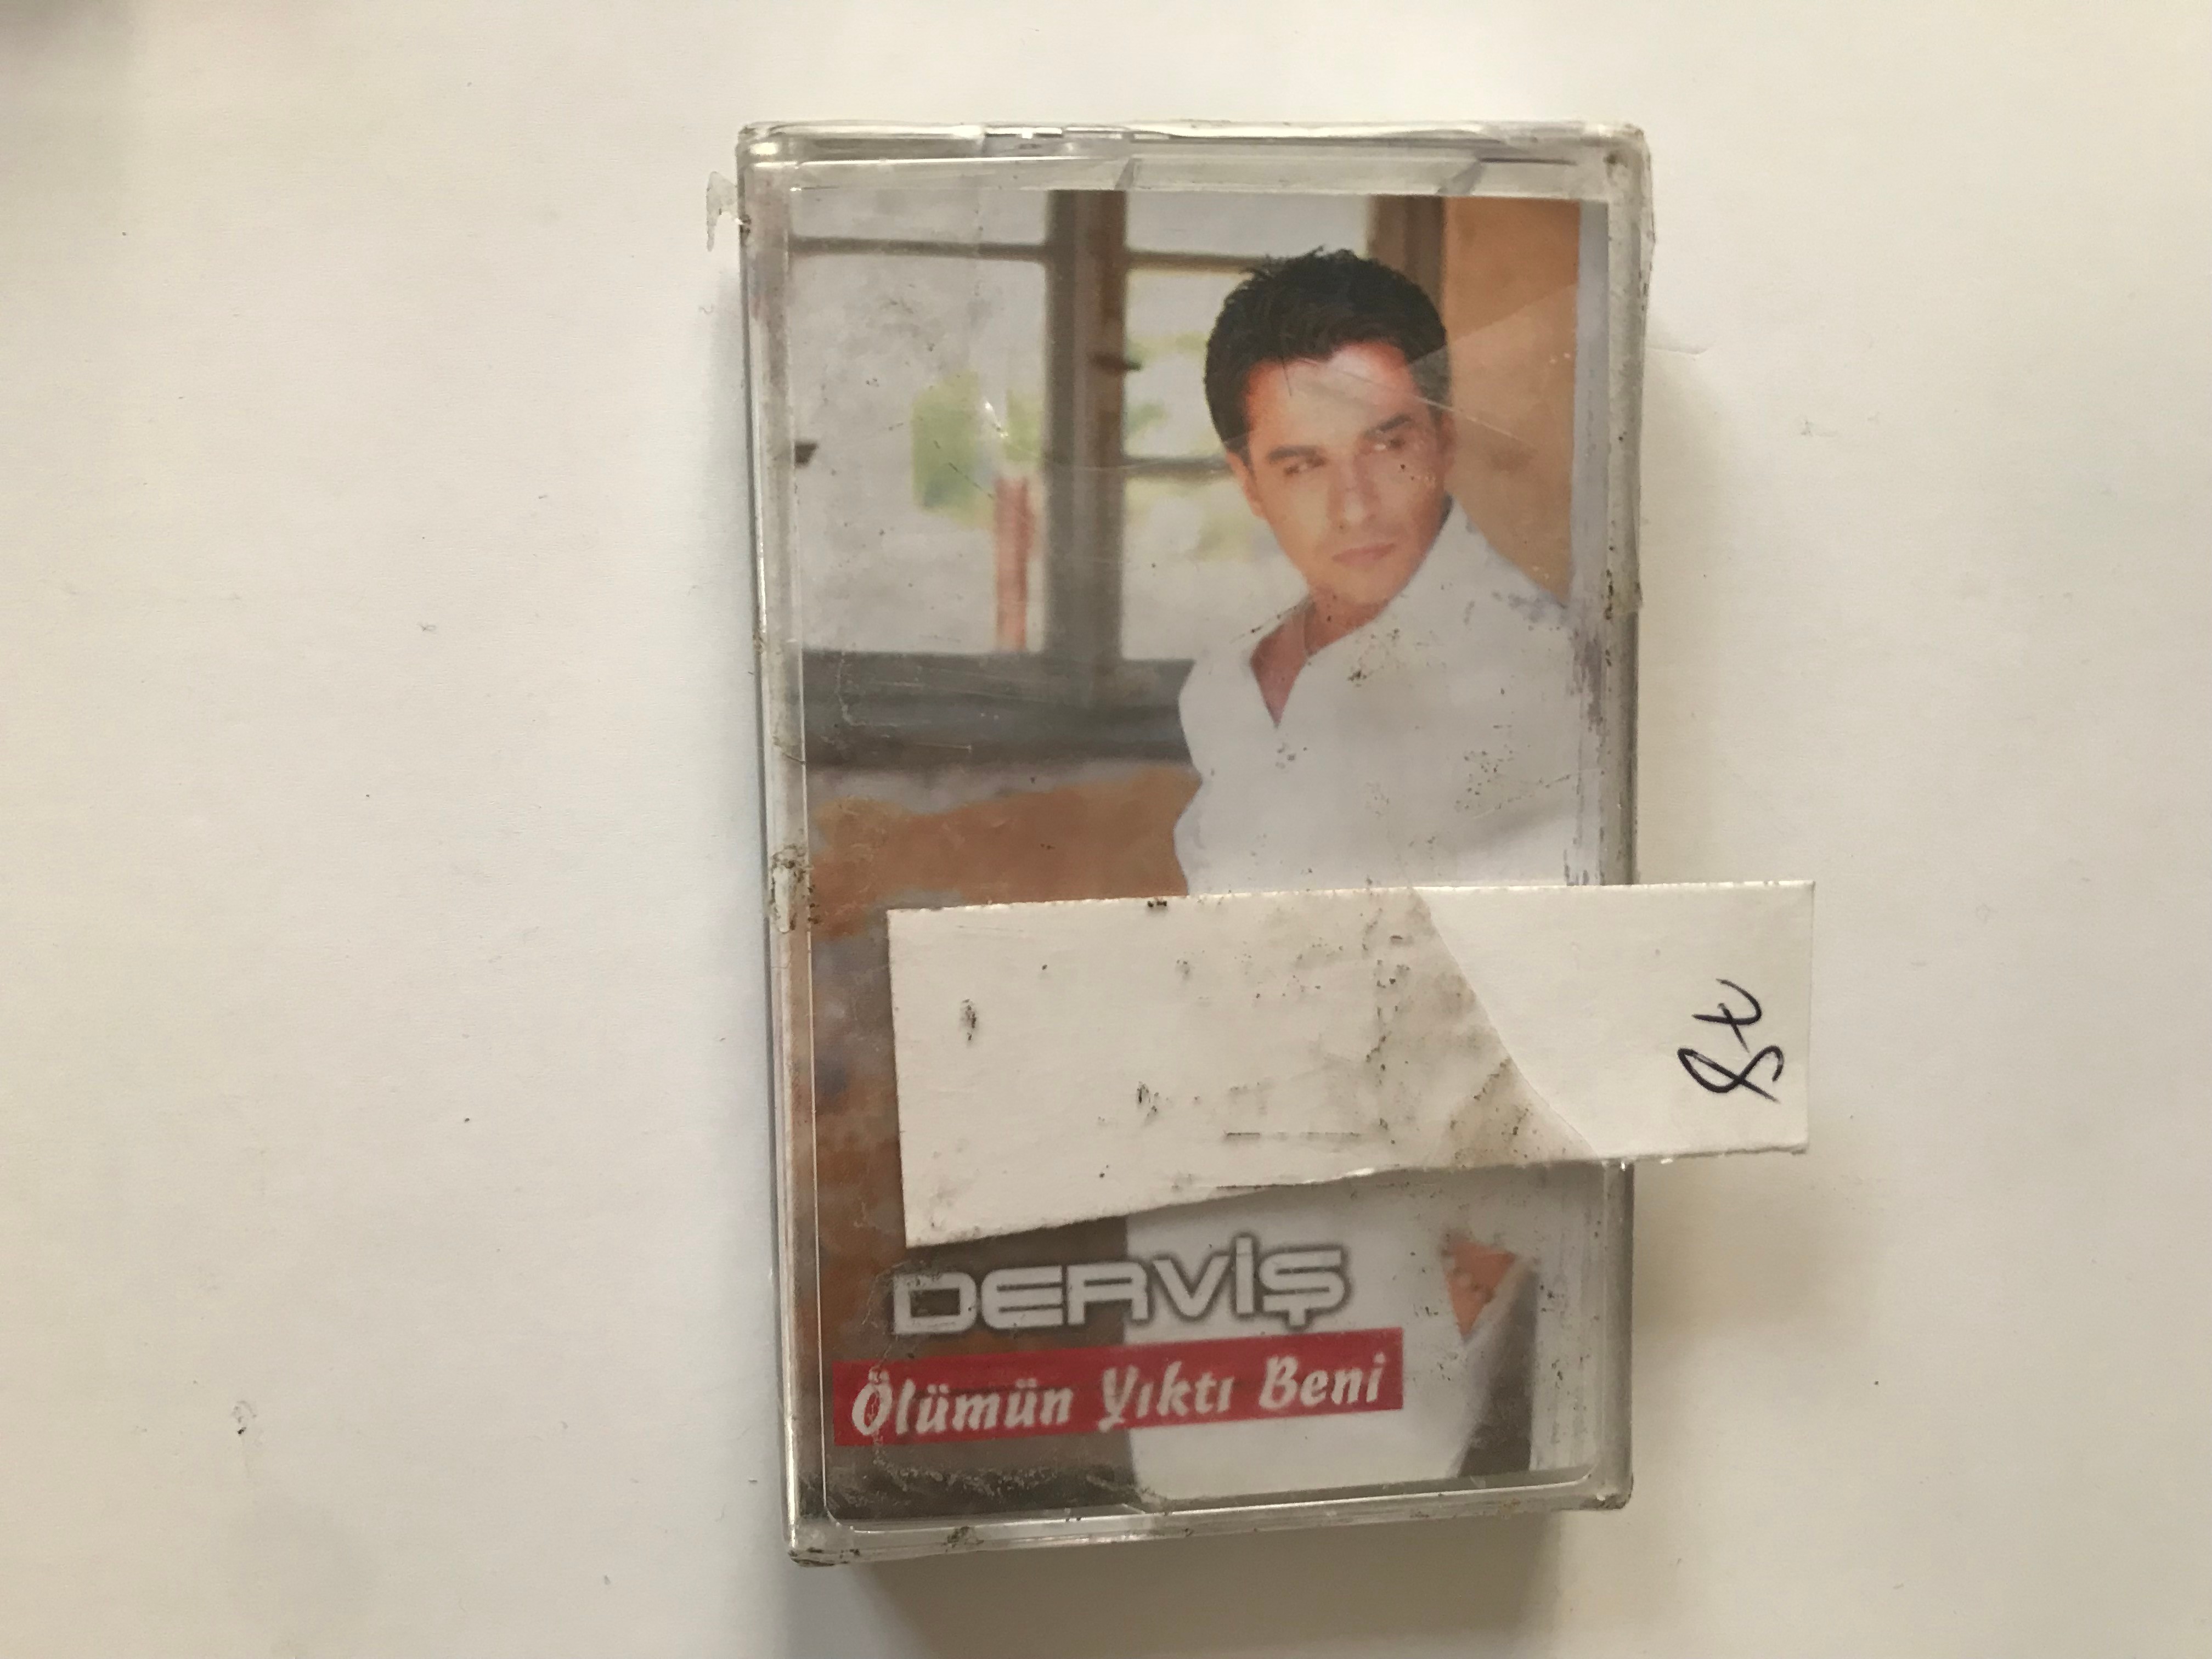 DERVİŞ
Ölümün Yıktı Beni